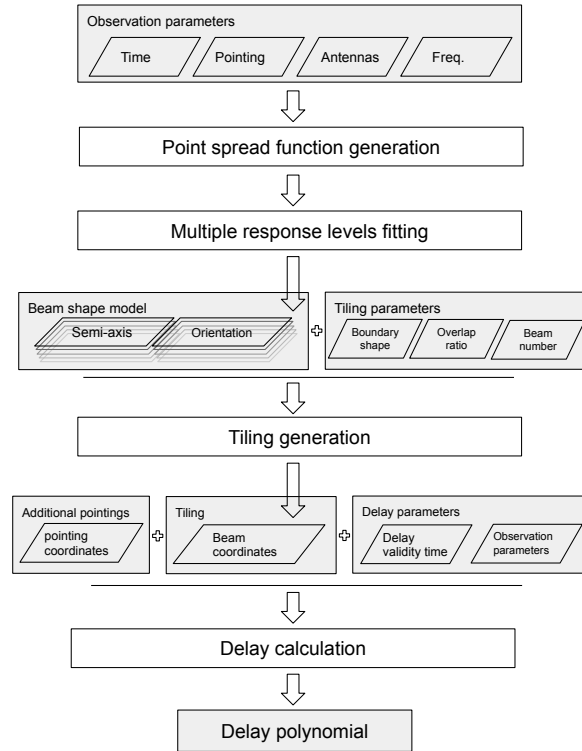 Observation parameters
Time Pointing Antennas Freq.
Point spread function generation
Multiple response levels fitting
Beam shape model
Semi-axis Orientation
Tiling parameters
Boundary shape
Overlap ratio
Beam number
Tiling generation
Additional pointings
pointing coordinates
Tiling
Beam coordinates
Delay parameters
Delay validity time
Observation parameters
Delay calculation
Delay polynomial